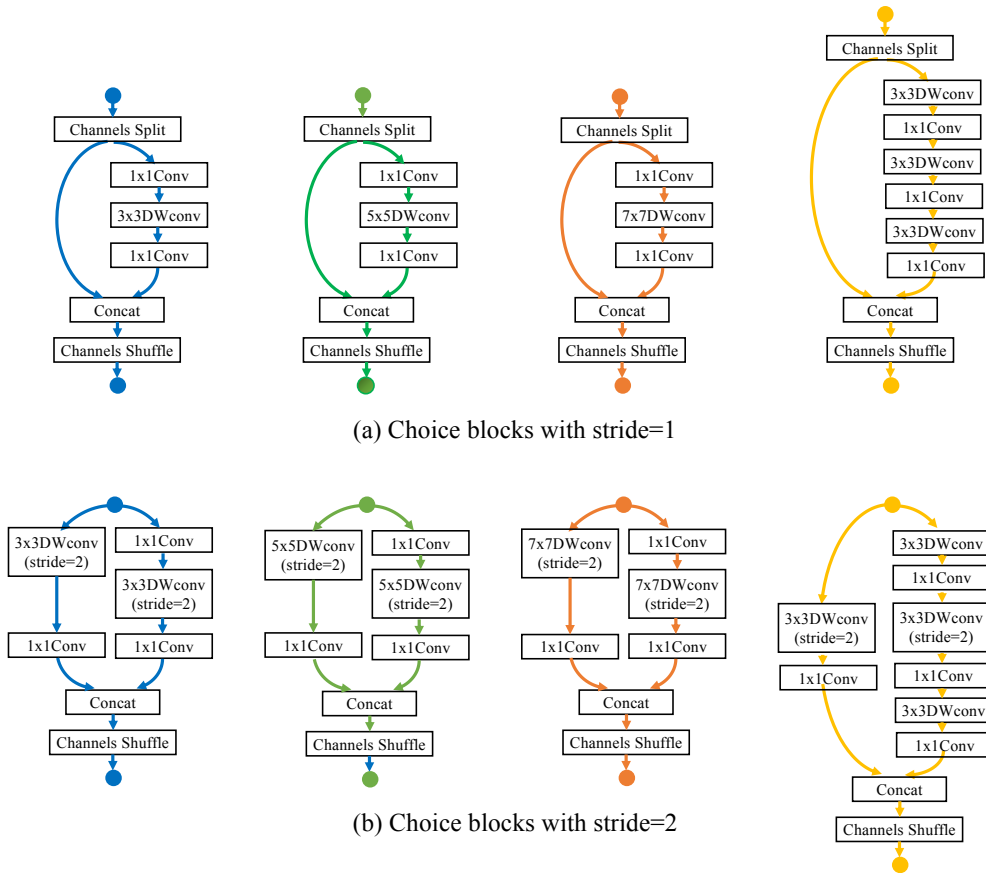 Channels Split
1x1Conv
3x3DWconv
1x1Conv
Concat
Channels Shuffle
Channels Split
1x1Conv
5x5DWconv
1x1Conv
Concat
Channels Shuffle
Channels Split
1x1Conv
7x7DWconv
1x1Conv
Concat
Channels Shuffle
Channels Split
3x3DWconv
1x1Conv
3x3DWconv
1x1Conv
3x3DWconv
1x1Conv
Concat
Channels Shuffle
(a) Choice blocks with stride=1
3x3DWconv
(stride=2)
1x1Conv
1x1Conv
3x3DWconv
(stride=2)
1x1Conv
Concat
Channels Shuffle
5x5DWconv
(stride=2)
1x1Conv
1x1Conv
5x5DWconv
(stride=2)
1x1Conv
Concat
Channels Shuffle
7x7DWconv
(stride=2)
1x1Conv
1x1Conv
7x7DWconv
(stride=2)
1x1Conv
Concat
Channels Shuffle
3x3DWconv
(stride=2)
1x1Conv
3x3DWconv
1x1Conv
3x3DWconv
(stride=2)
1x1Conv
3x3DWconv
1x1Conv
Concat
Channels Shuffle
(b) Choice blocks with stride=2